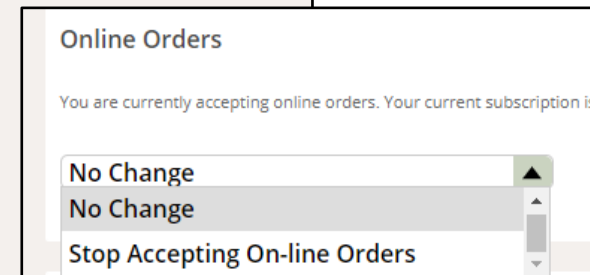 Online Orders
You are currently accepting online orders. Your current subscription is
No Change
No Change
Stop Accepting On-line Orders